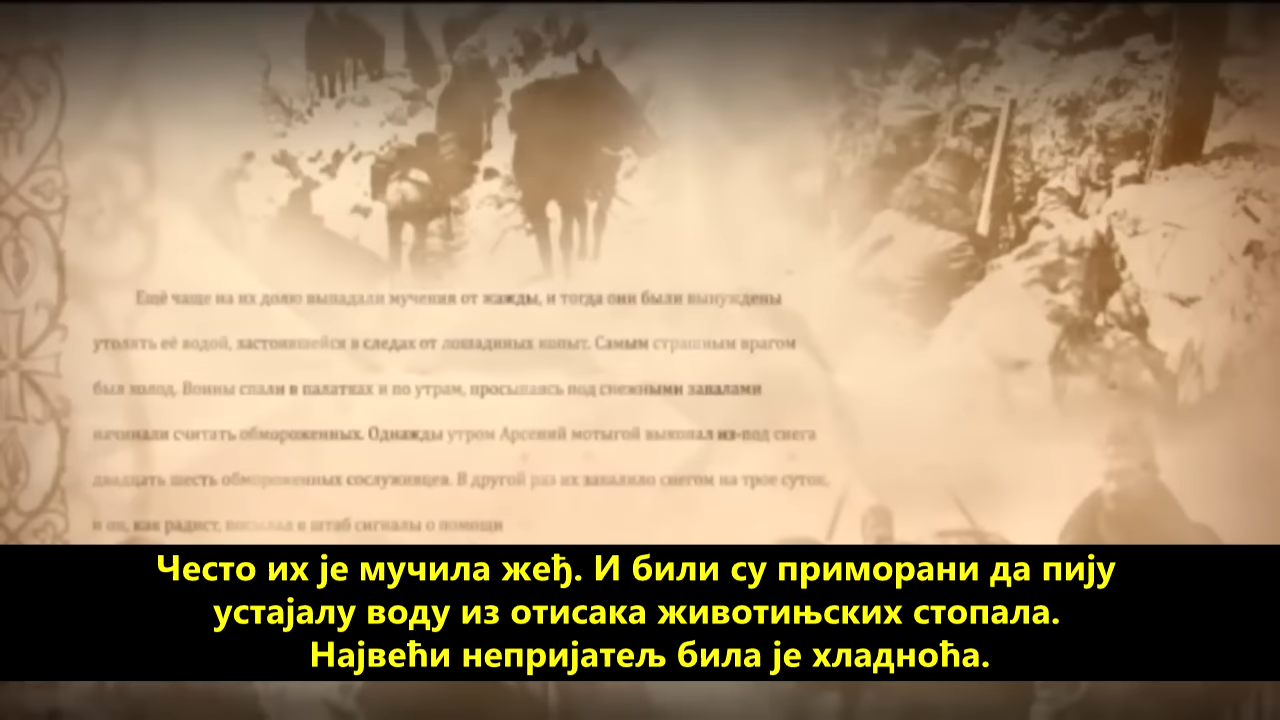 Ещё чаще на их долю выпадали мучения от жажды, и тогда они были вынуждены
утолять её водой, застоявшейся в следах от лошадиных копыт. Самым страшным врагом
был холод. Воины спали в палатках и по утрам, просыпаясь под снежными завалами
начинали считать обмороженных. Однажды утром Арсений мотыгой выкопал из-под снега
двадцать шесть обмороженных сослуживцев. В другой раз их завалило снегом на трое суток,
и он, как радист, посылал в штаб сигналы о помощи
Често их је мучила жеђ. И били су приморани да пију
устајалу воду из отисака животињских стопала.
Највећи непријатељ била је хладноћа.